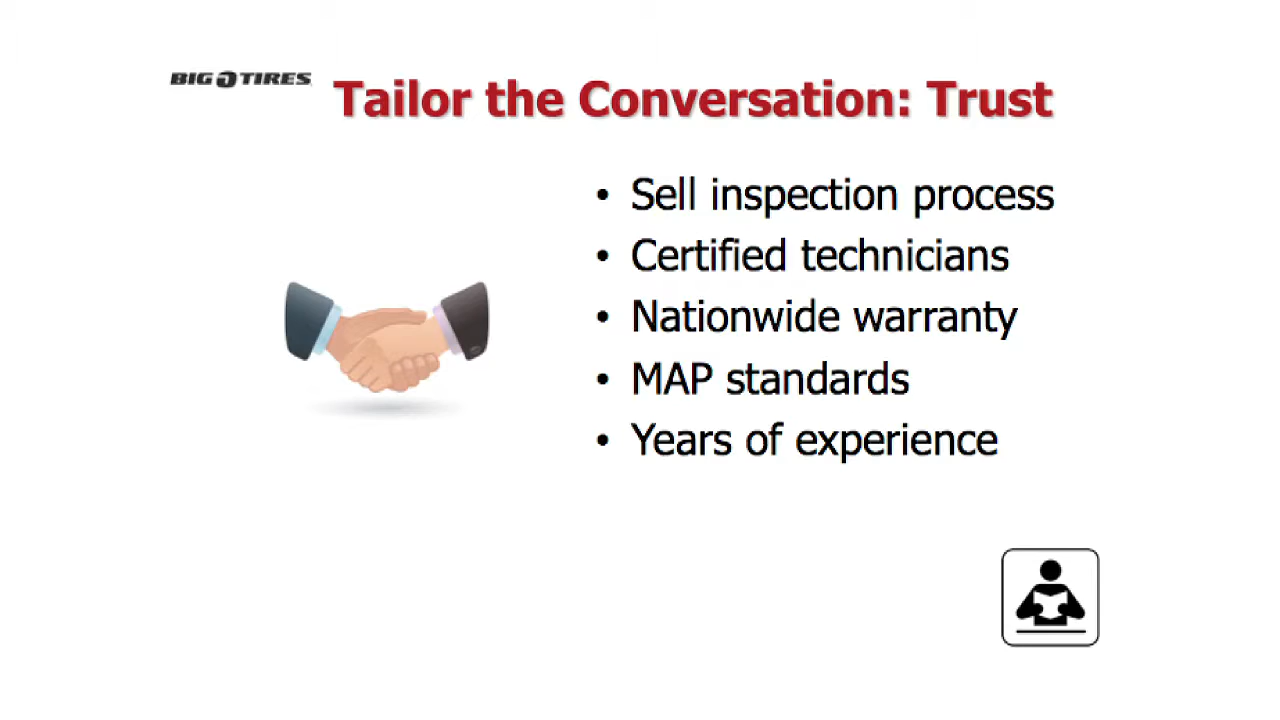 BIG O TIRES
Tailor the Conversation: Trust
• Sell inspection process
• Certified technicians
• Nationwide warranty
• MAP standards
• Years of experience